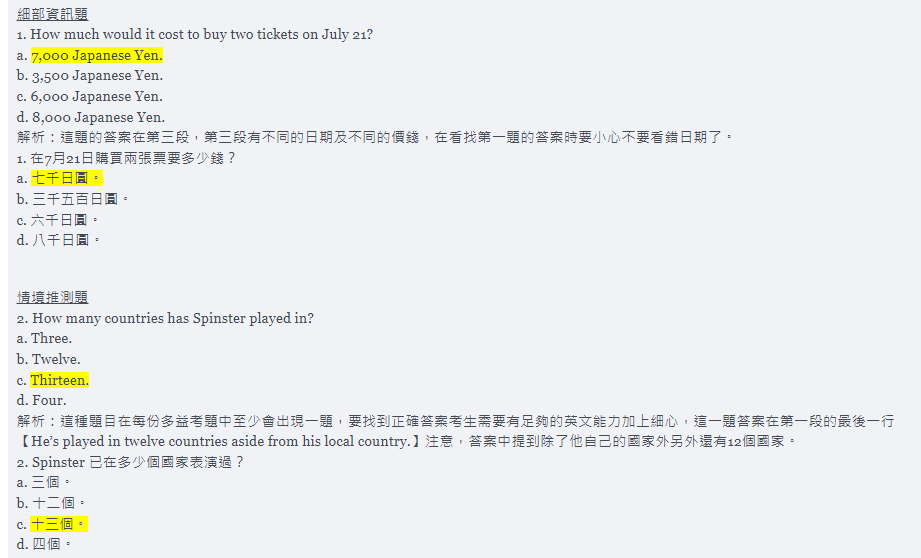 細部資訊題
1. How much would it cost to buy two tickets on July 21?
a. 7,000 Japanese Yen.
b. 3,500 Japanese Yen.
c. 6,000 Japanese Yen.
d. 8,000 Japanese Yen.
解析：這題的答案在第三段，第三段有不同的日期及不同的價錢，在看找第一題的答案時要小心不要看錯日期了。
1. 在7月21日購買兩張票要多少錢？
a. 七千日圓。
b. 三千五百日圓。
c. 六千日圓。
d. 八千日圓。
情境推測題
2. How many countries has Spinster played in?
a. Three.
b. Twelve.
c. Thirteen.
d. Four.
解析：這種題目在每份多益考題中至少會出現一題，要找到正確答案考生需要有足夠的英文能力加上細心，這一題答案在第一段的最後一行
【He’s played in twelve countries aside from his local country.】注意，答案中提到除了他自己的國家外另外還有12個國家。
2. Spinster 已在多少個國家表演過？
a. 三個。
b. 十二個。
c. 十三個。
d. 四個。